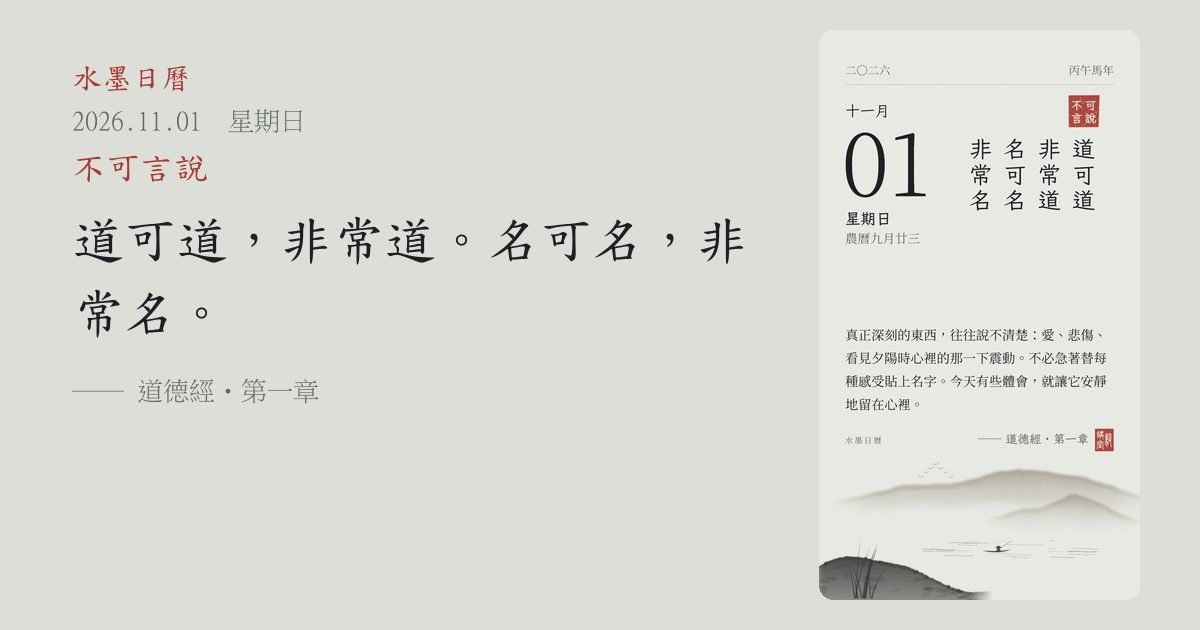 水墨日曆
2026.11.01 星期日
不可言說
道可道，非常道。名可名，非
常名。
—— 道德經・第一章
二〇二六
丙午馬年
十一月
01
星期日
農曆九月廿三
不可言說
道可道
非常道
名可名
非常名
真正深刻的東西，往往說不清楚：愛、悲傷、
看見夕陽時心裡的那一下震動。不必急著替每
種感受貼上名字。今天有些體會，就讓它安靜
地留在心裡。
水墨日曆
—— 道德經・第一章